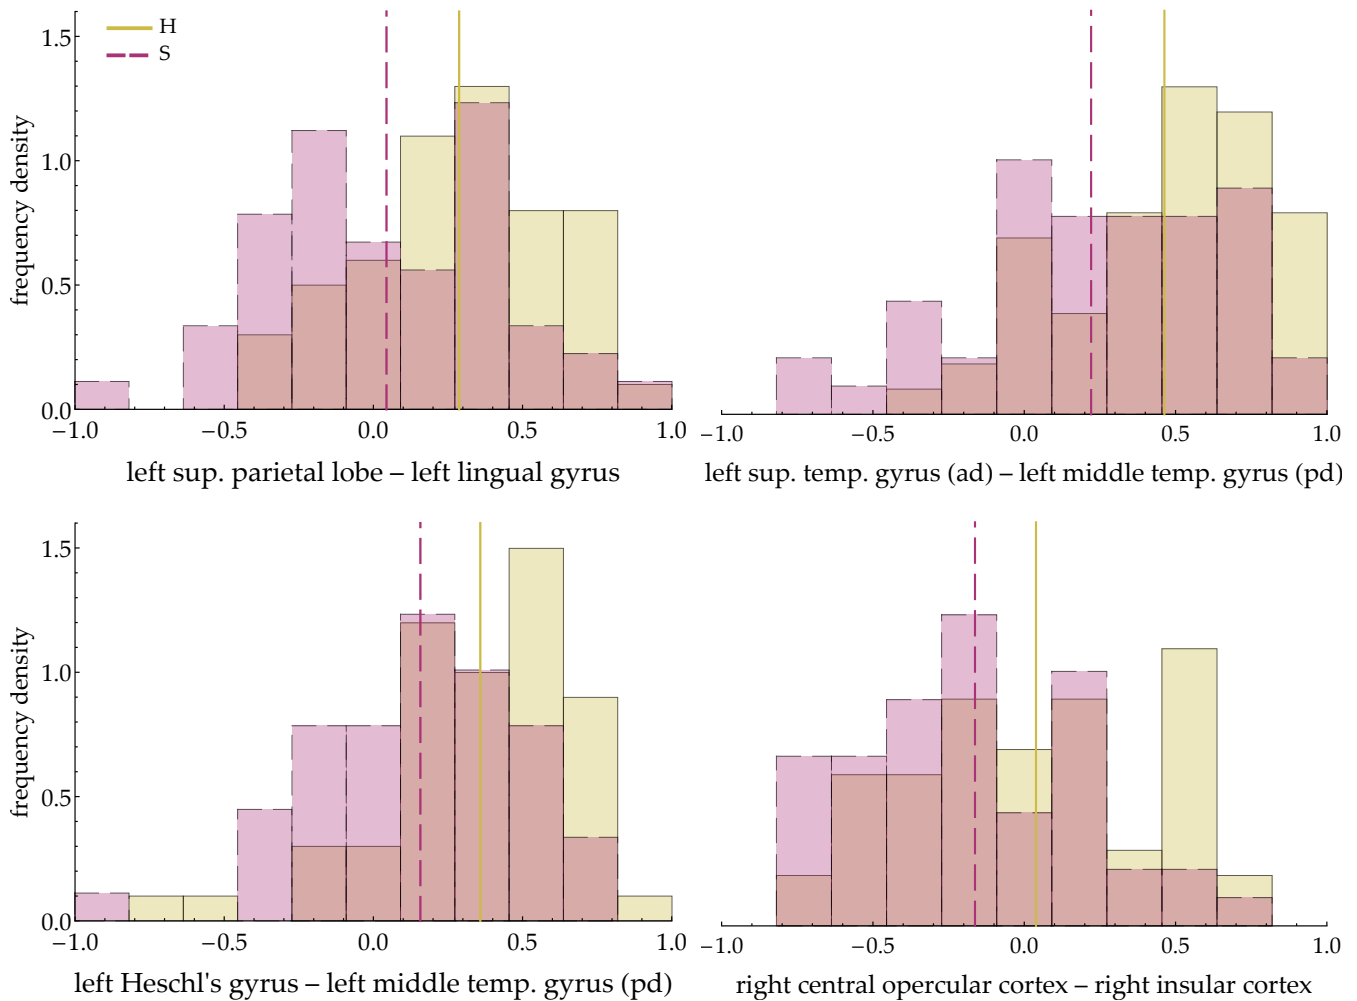 H
S
frequency density
1.5
1.0
0.5
0.0
−1.0 −0.5 0.0 0.5 1.0
left sup. parietal lobe – left lingual gyrus
−1.0 −0.5 0.0 0.5 1.0
left sup. temp. gyrus (ad) – left middle temp. gyrus (pd)
frequency density
1.5
1.0
0.5
0.0
−1.0 −0.5 0.0 0.5 1.0
left Heschl's gyrus – left middle temp. gyrus (pd)
−1.0 −0.5 0.0 0.5 1.0
right central opercular cortex – right insular cortex